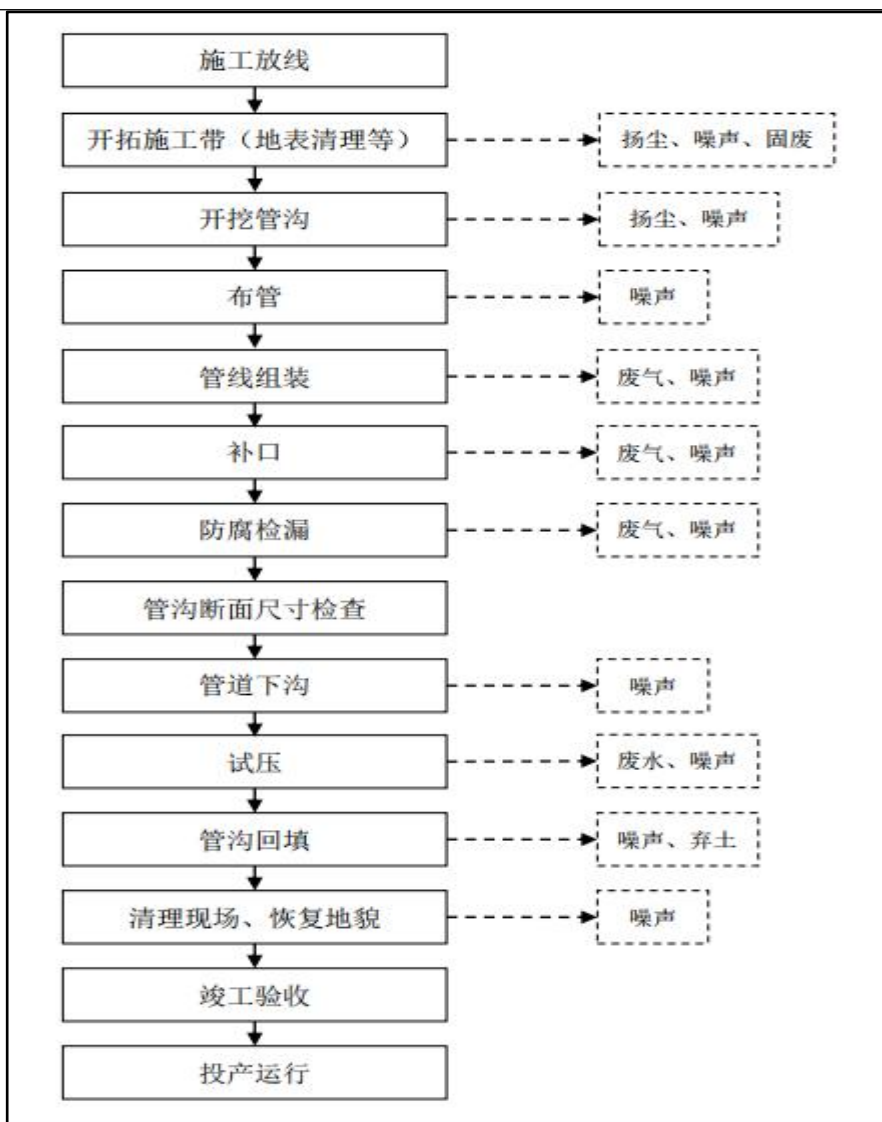 施工放线
开拓施工带（地表清理等）
扬尘、噪声、固废
开挖管沟
扬尘、噪声
布管
噪声
管线组装
废气、噪声
补口
废气、噪声
防腐检漏
废气、噪声
管沟断面尺寸检查
管道下沟
噪声
试压
废水、噪声
管沟回填
噪声、弃土
清理现场、恢复地貌
噪声
竣工验收
投产运行